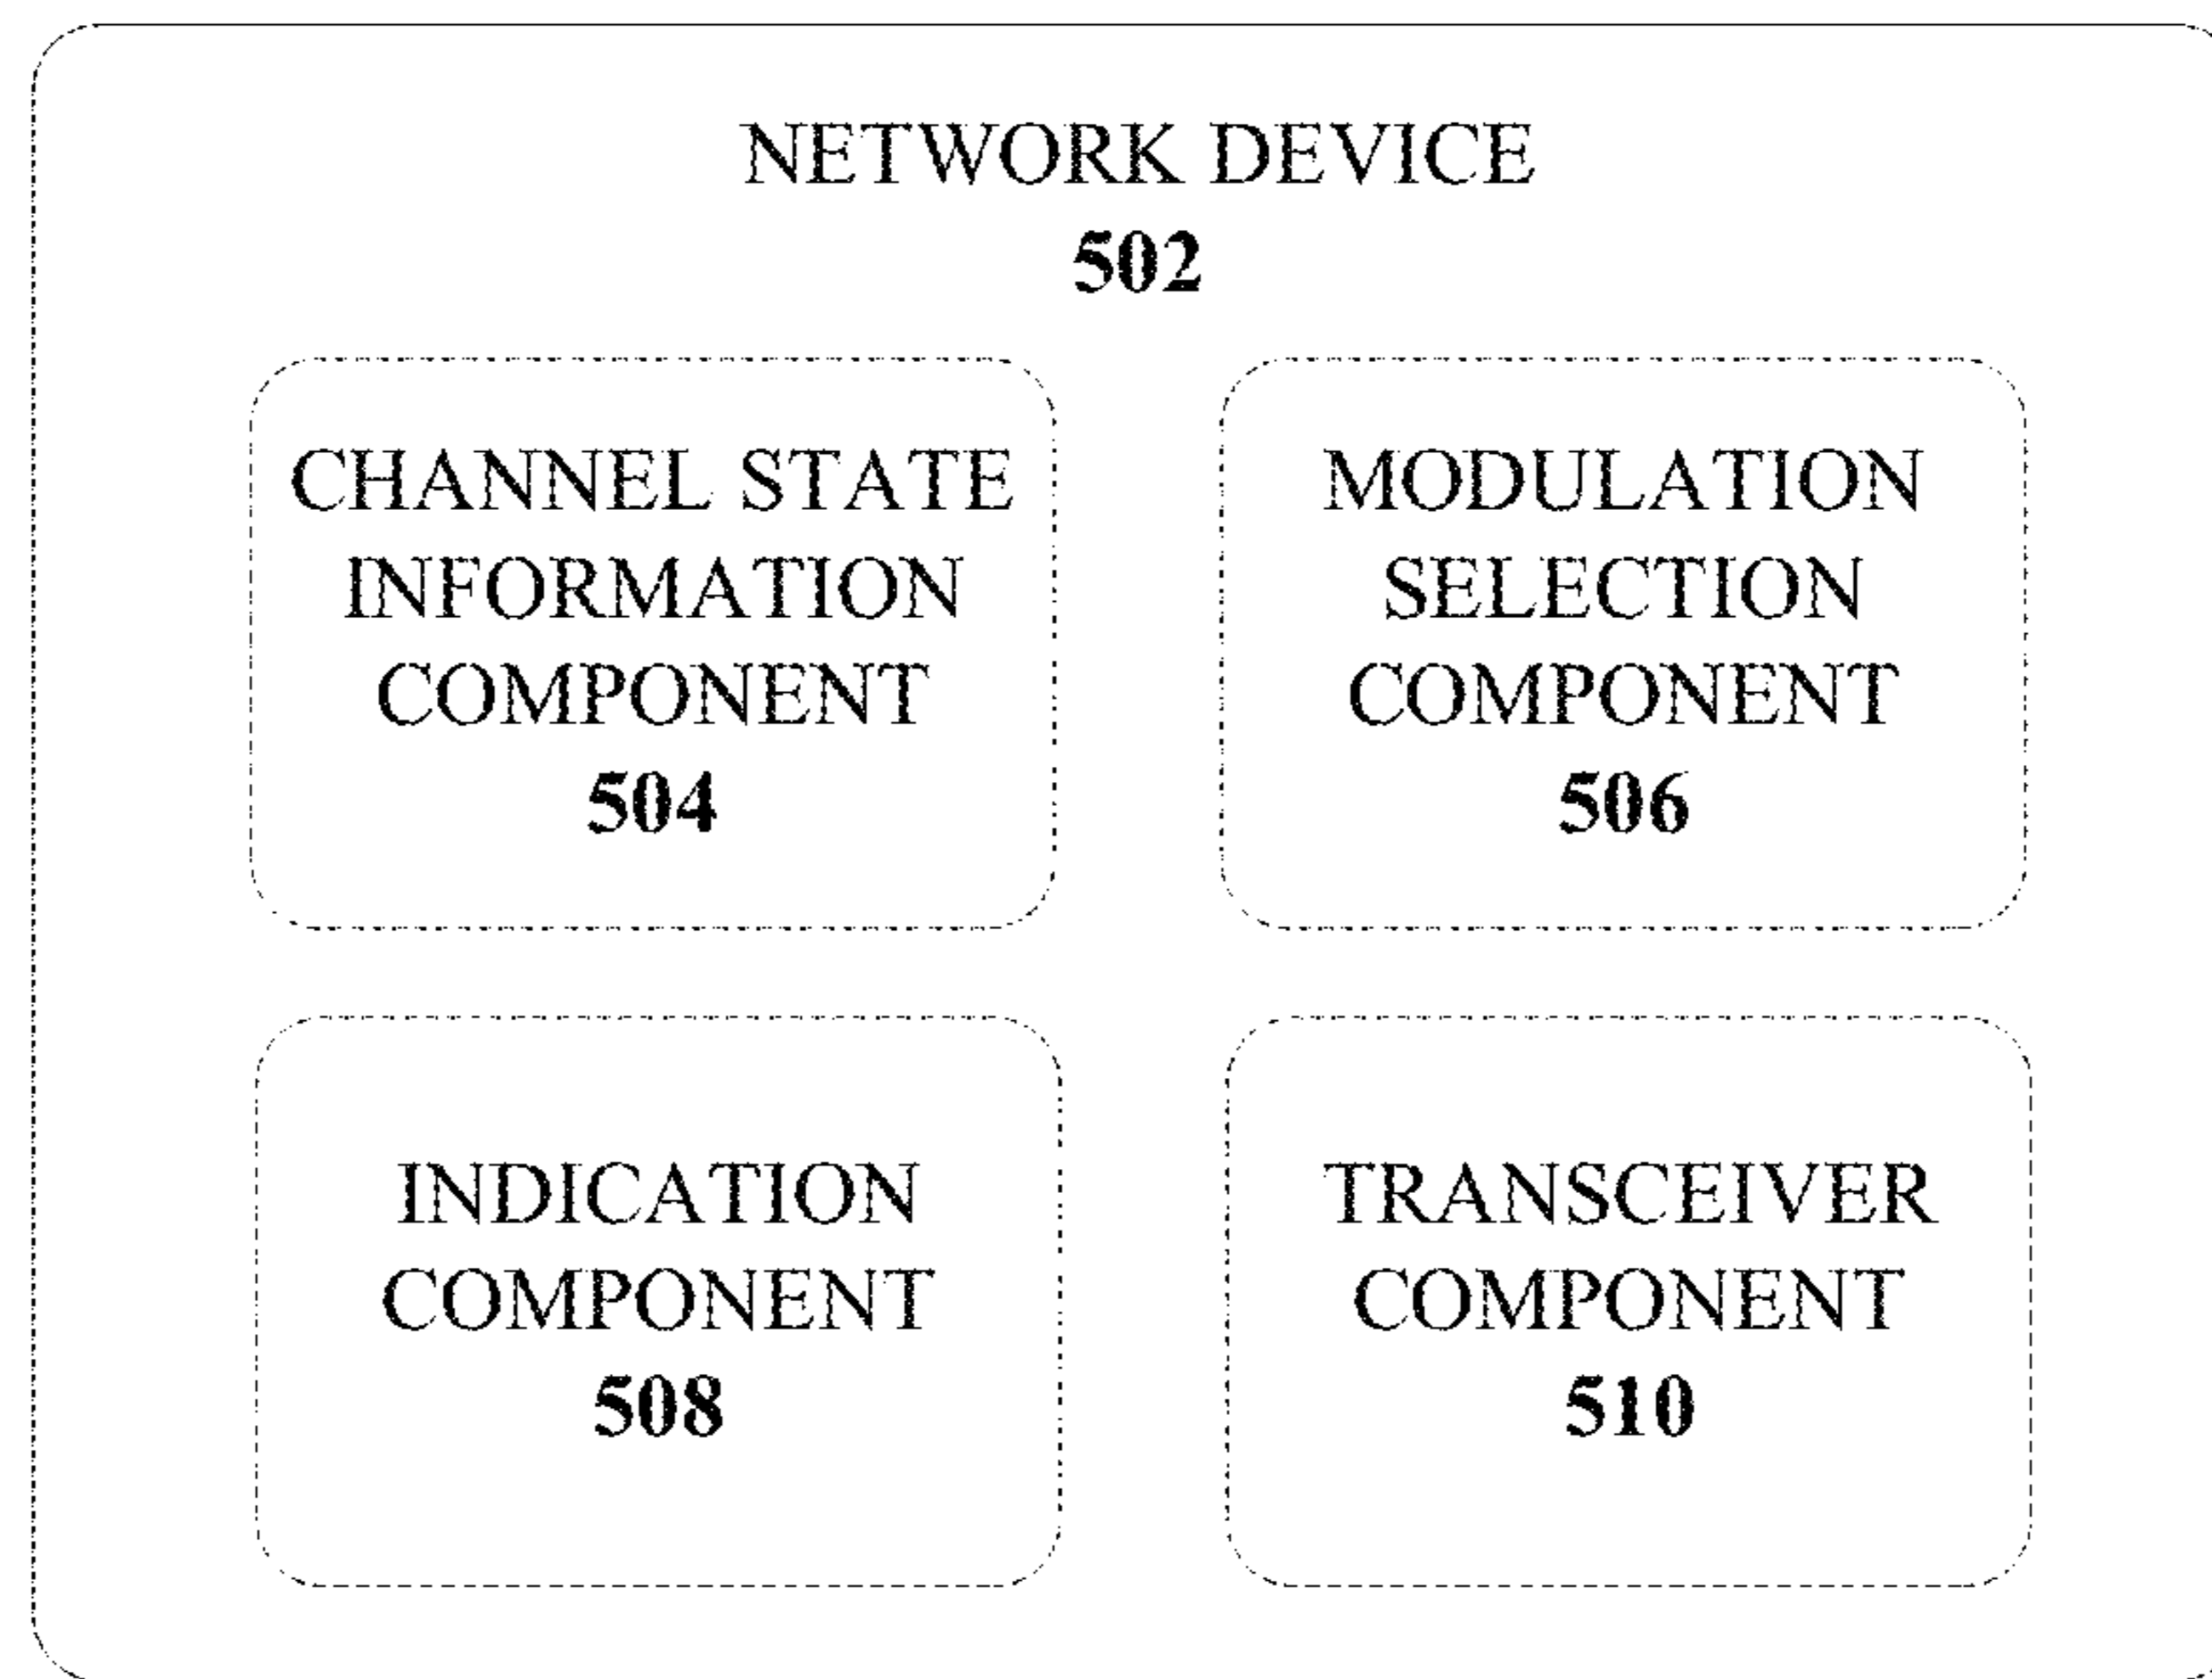 NETWORK DEVICE
502
CHANNEL STATE
INFORMATION
COMPONENT
504
MODULATION
SELECTION
COMPONENT
506
INDICATION
COMPONENT
508
TRANSCEIVER
COMPONENT
510